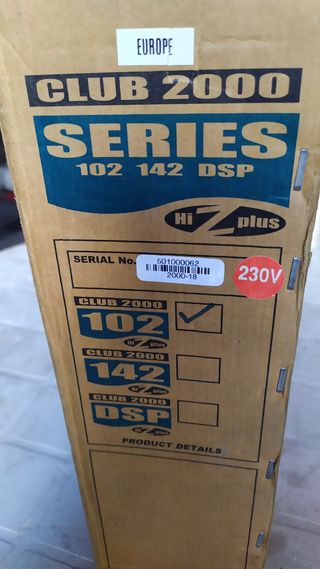 EUROPE
CLUB 2000
SERIES
102 142 DSP
Hi Z plus
SERIAL No.
501000062
2000-18
230V
CLUB 2000
102
Hi Z plus
CLUB 2000
142
Hi Z plus
CLUB 2000
DSP
Hi Z plus
PRODUCT DETAILS